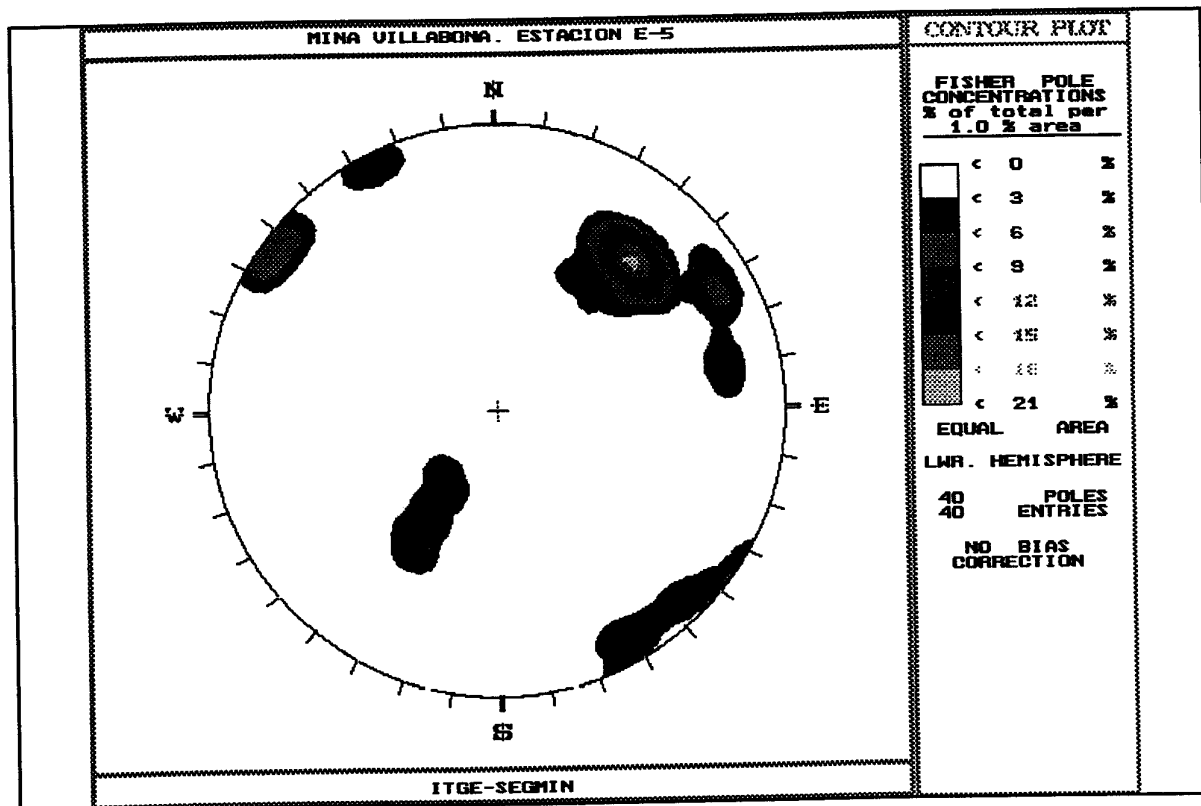 MINA VILLABONA. ESTACION E-5
N
W
E
S
ITGE-SEGMIN
CONTOUR PLOT
FISHER POLE
CONCENTRATIONS
% of total per
1.0 % area
< 0 %
< 3 %
< 6 %
< 9 %
< 12 %
< 15 %
< 18 %
< 21 %
EQUAL AREA
LWR. HEMISPHERE
40 POLES
40 ENTRIES
NO BIAS
CORRECTION